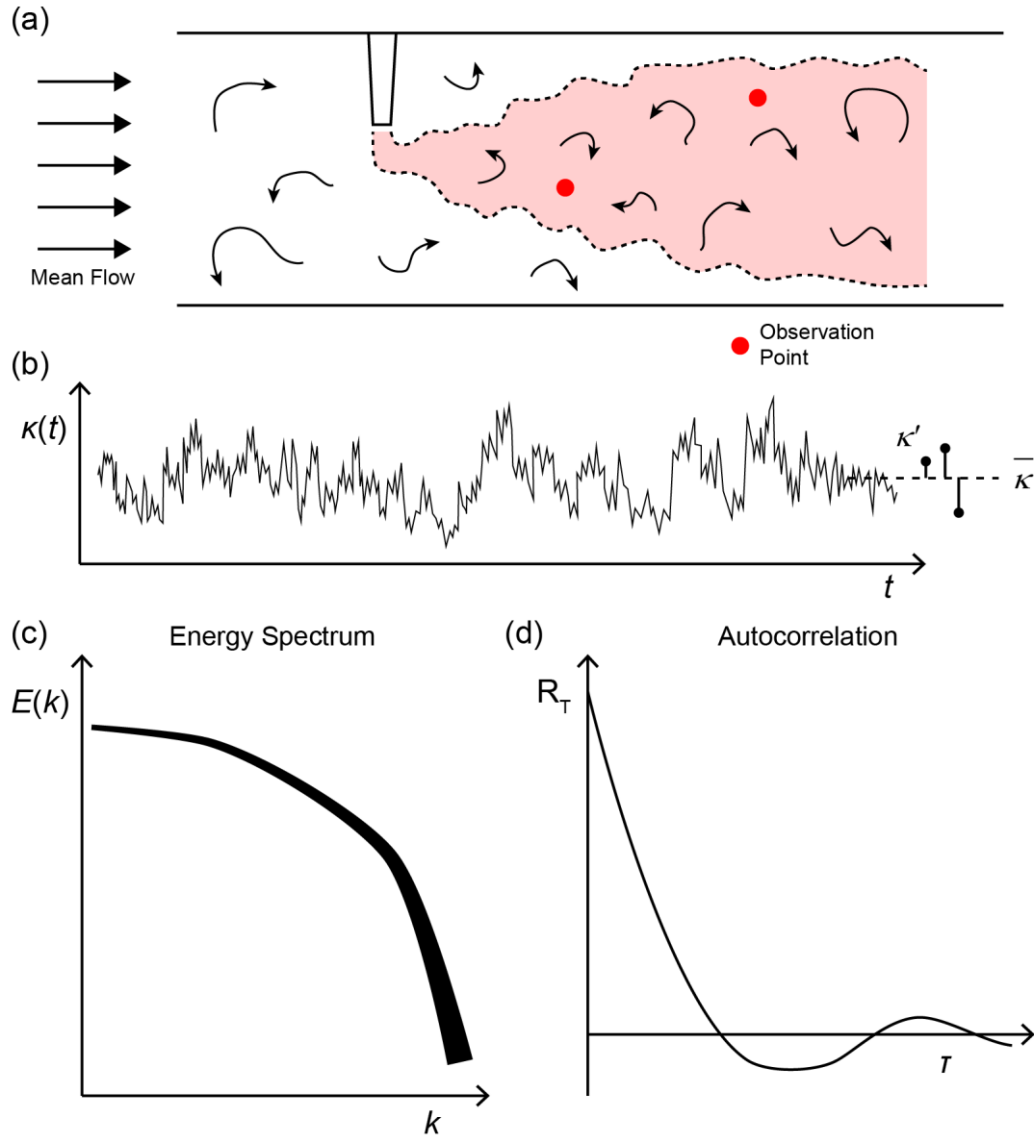 (a)
Mean Flow
Observation
Point
(b)
κ(t)
κ′
κ̅
t
(c)
Energy Spectrum
E(k)
k
(d)
Autocorrelation
R_T
τ